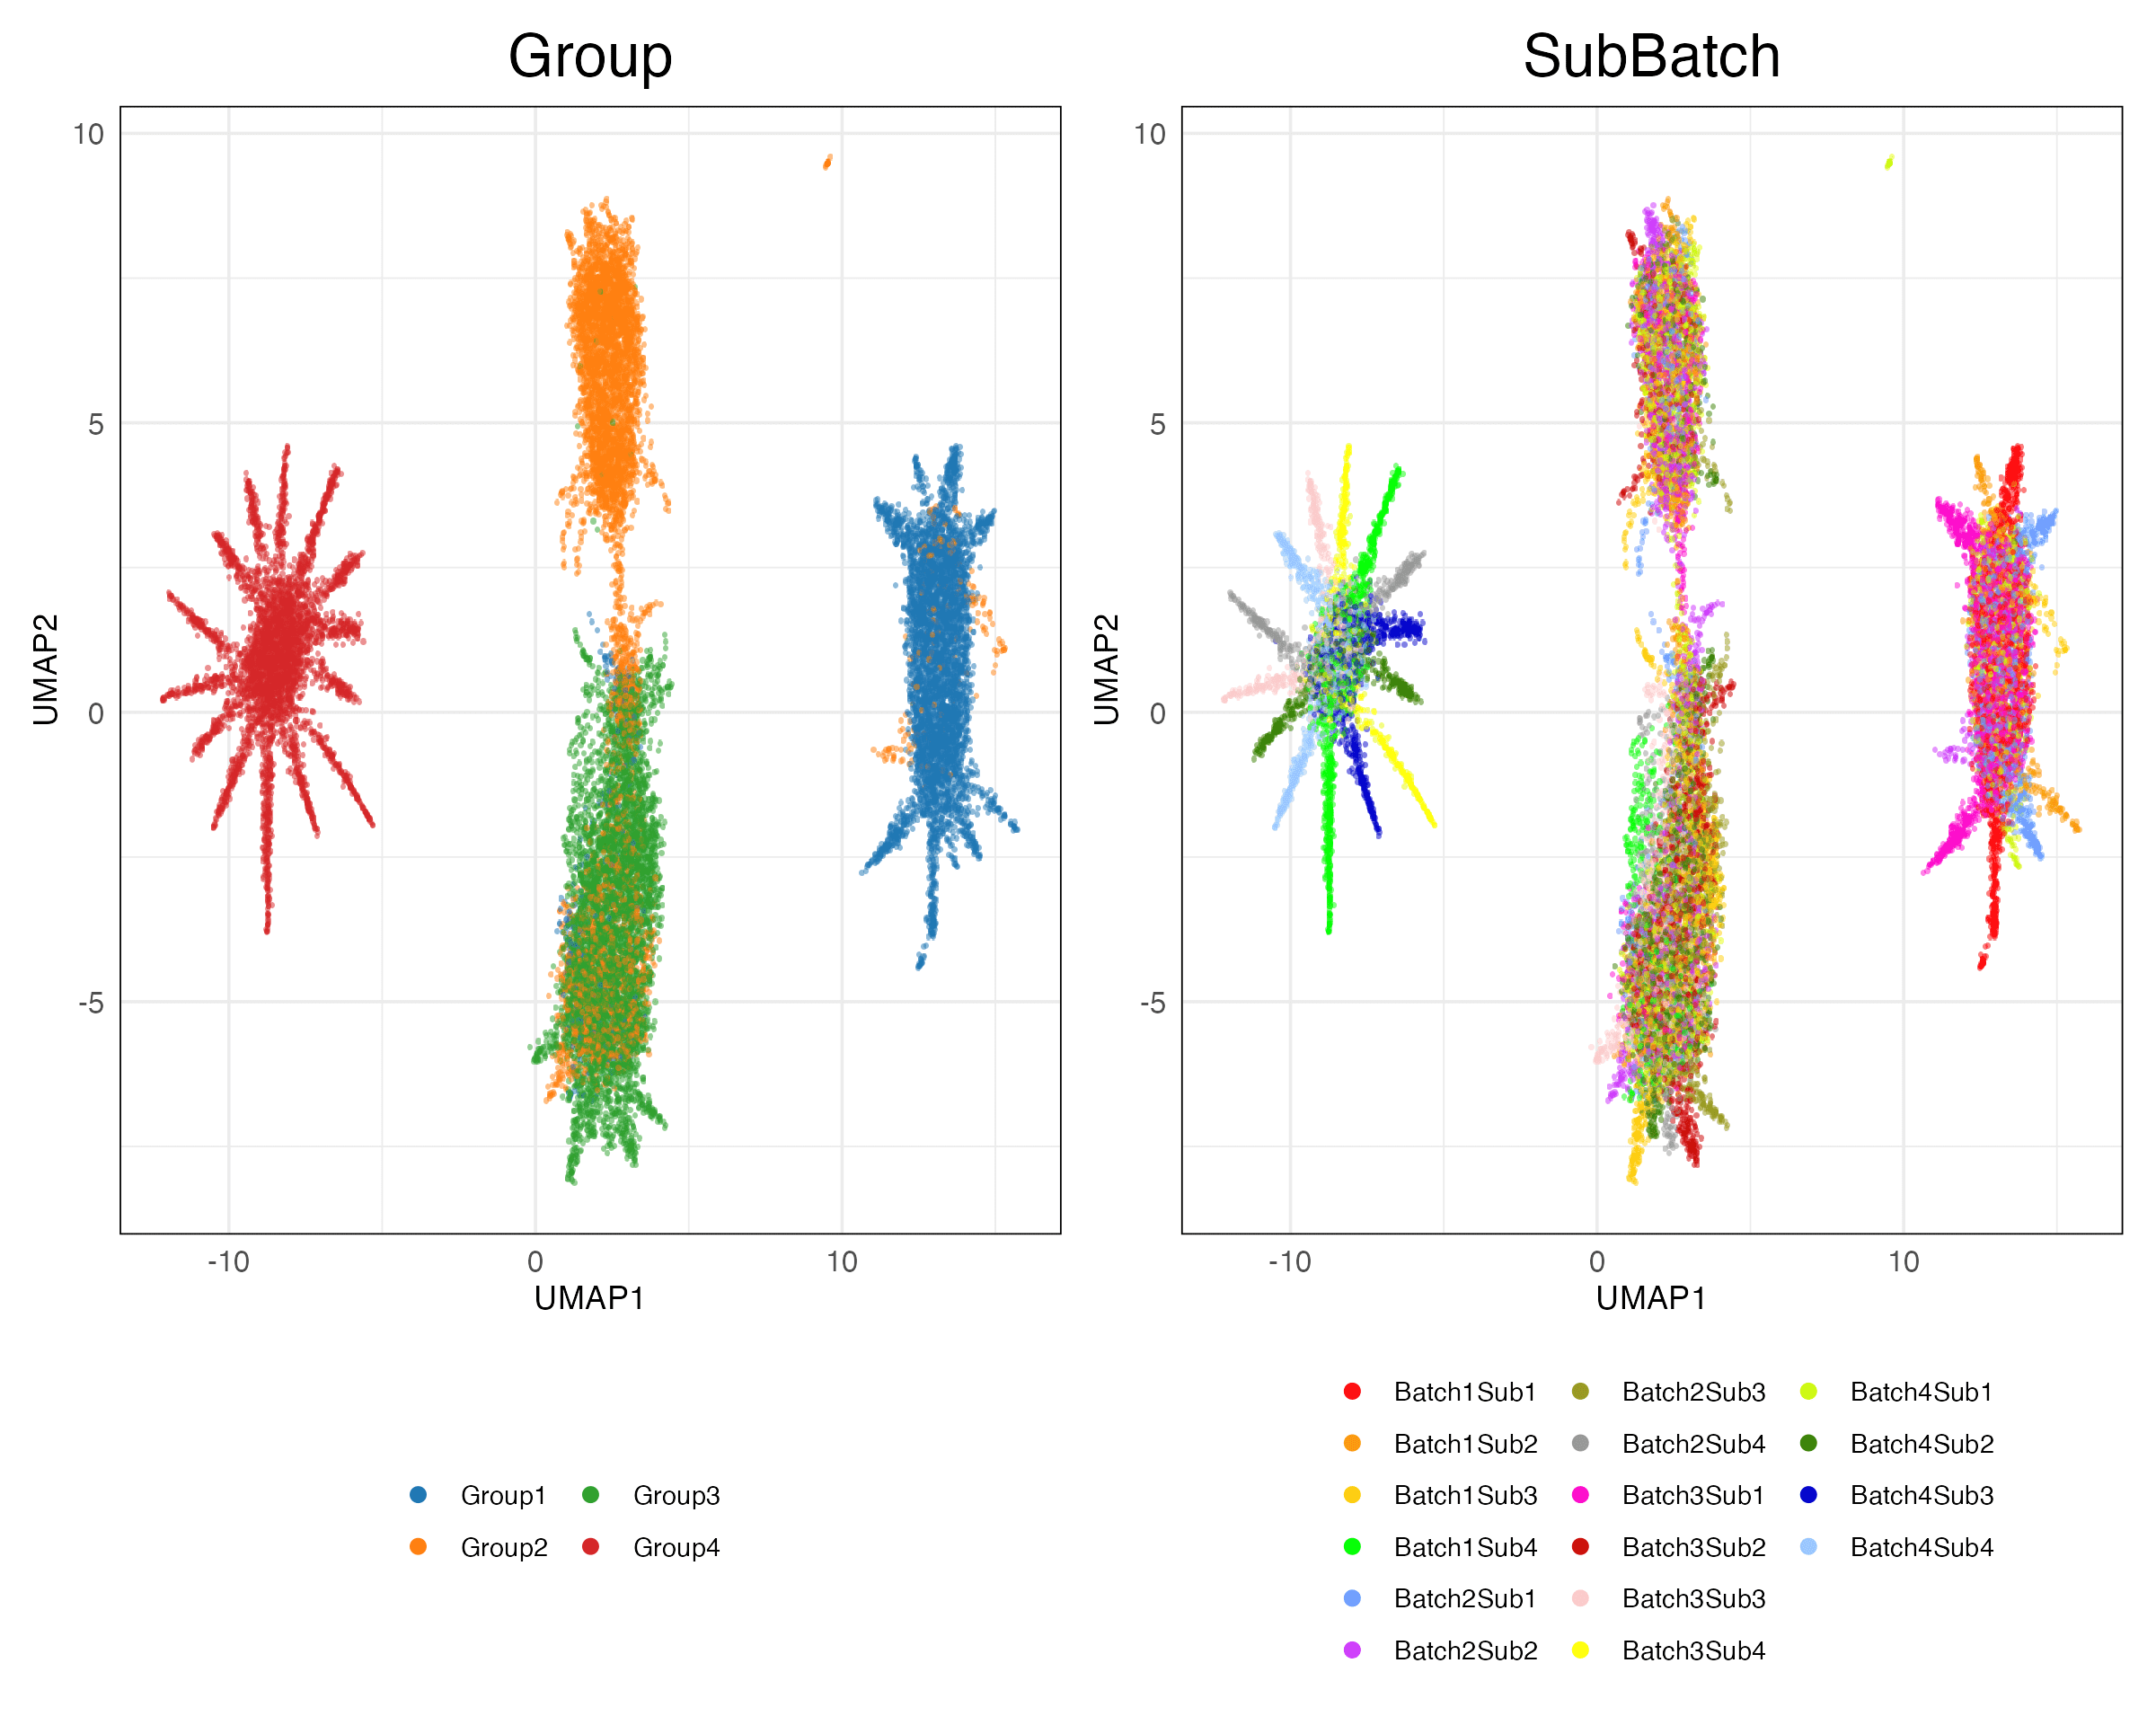 Group
SubBatch
10
5
0
-5
UMAP2
-10
0
10
UMAP1
10
5
0
-5
UMAP2
-10
0
10
UMAP1
Group1
Group3
Group2
Group4
Batch1Sub1
Batch2Sub3
Batch4Sub1
Batch1Sub2
Batch2Sub4
Batch4Sub2
Batch1Sub3
Batch3Sub1
Batch4Sub3
Batch1Sub4
Batch3Sub2
Batch4Sub4
Batch2Sub1
Batch3Sub3
Batch2Sub2
Batch3Sub4